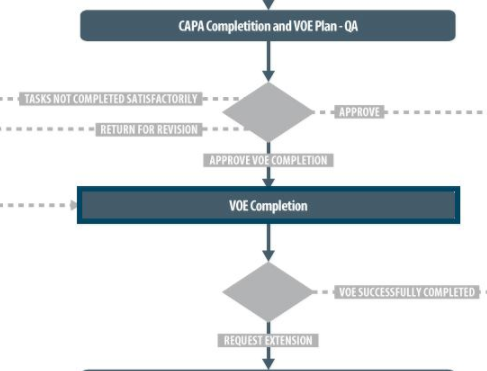 CAPA Completition and VOE Plan - QA
TASKS NOT COMPLETED SATISFACTORILY
APPROVE
RETURN FOR REVISION
APPROVE VOE COMPLETION
VOE Completion
VOE SUCCESSFULLY COMPLETED
REQUEST EXTENSION